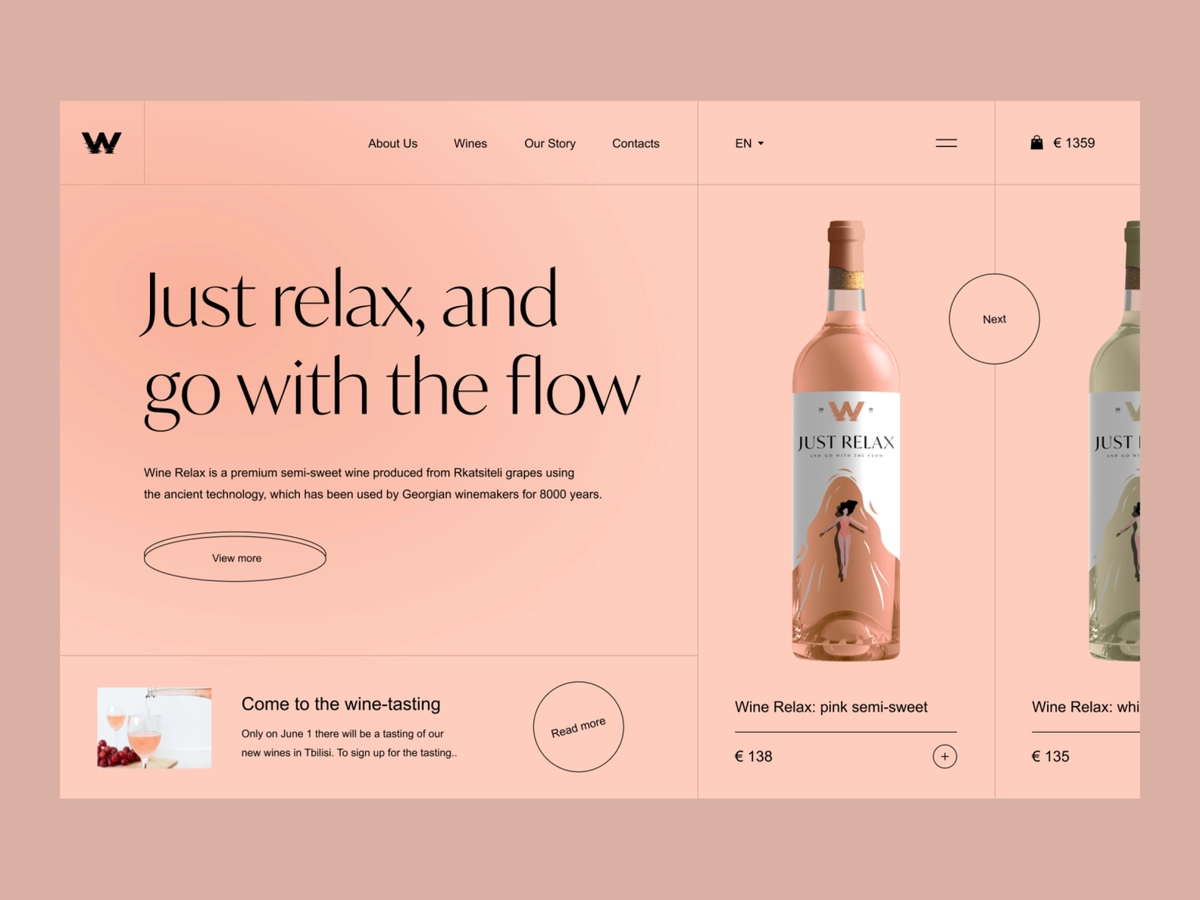 W
About Us
Wines
Our Story
Contacts
EN
€ 1359
Just relax, and
go with the flow
Wine Relax is a premium semi-sweet wine produced from Rkatsiteli grapes using
the ancient technology, which has been used by Georgian winemakers for 8000 years.
View more
Come to the wine-tasting
Only on June 1 there will be a tasting of our
new wines in Tbilisi. To sign up for the tasting..
Read more
W
JUST RELAX
AND GO WITH THE FLOW
Next
JUST
AND GO
Wine Relax: pink semi-sweet
€ 138
+
Wine Relax: whi
€ 135